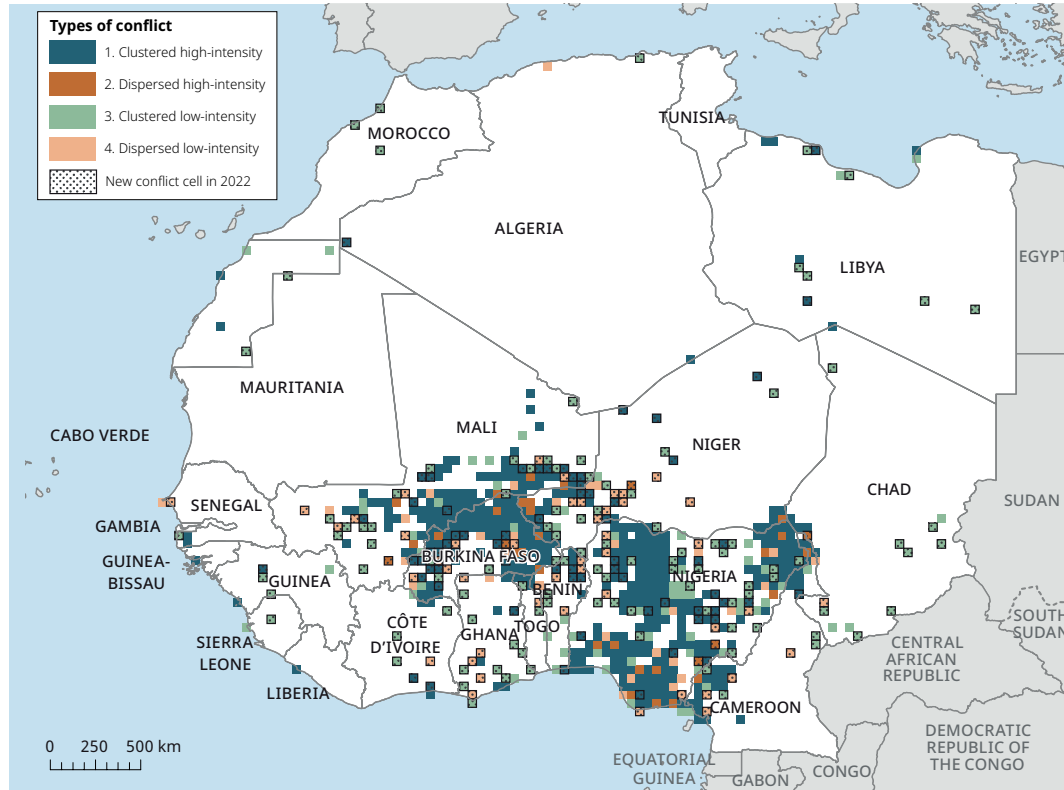 Types of conflict
1. Clustered high-intensity
2. Dispersed high-intensity
3. Clustered low-intensity
4. Dispersed low-intensity
New conflict cell in 2022
TUNISIA
MOROCCO
ALGERIA
LIBYA
EGYPT
MAURITANIA
CABO VERDE
MALI
NIGER
CHAD
SUDAN
SENEGAL
GAMBIA
GUINEA-
BISSAU
GUINEA
BURKINA FASO
BENIN
NIGERIA
CÔTE
D'IVOIRE
GHANA
TOGO
SIERRA-
LEONE
LIBERIA
SOUTH
SUDAN
CENTRAL
AFRICAN
REPUBLIC
CAMEROON
DEMOCRATIC
REPUBLIC OF
THE CONGO
EQUATORIAL
GUINEA
GABON
CONGO
0 250 500 km